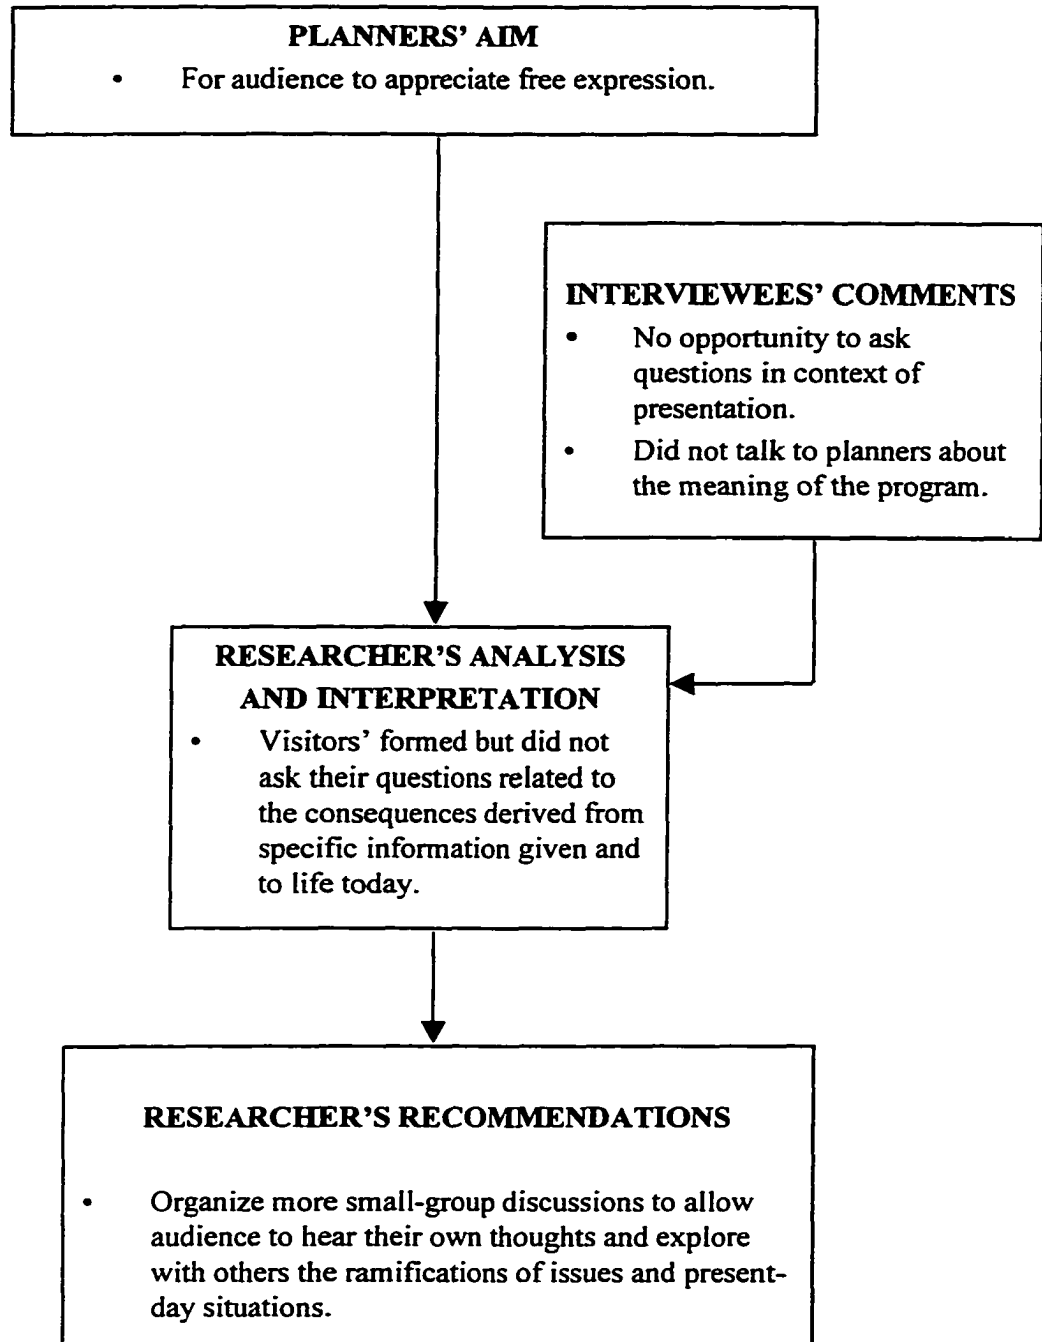 PLANNERS’ AIM
• For audience to appreciate free expression.
INTERVIEWEES’ COMMENTS
• No opportunity to ask
questions in context of
presentation.
• Did not talk to planners about
the meaning of the program.
RESEARCHER’S ANALYSIS
AND INTERPRETATION
• Visitors’ formed but did not
ask their questions related to
the consequences derived from
specific information given and
to life today.
RESEARCHER’S RECOMMENDATIONS
• Organize more small-group discussions to allow
audience to hear their own thoughts and explore
with others the ramifications of issues and present-
day situations.